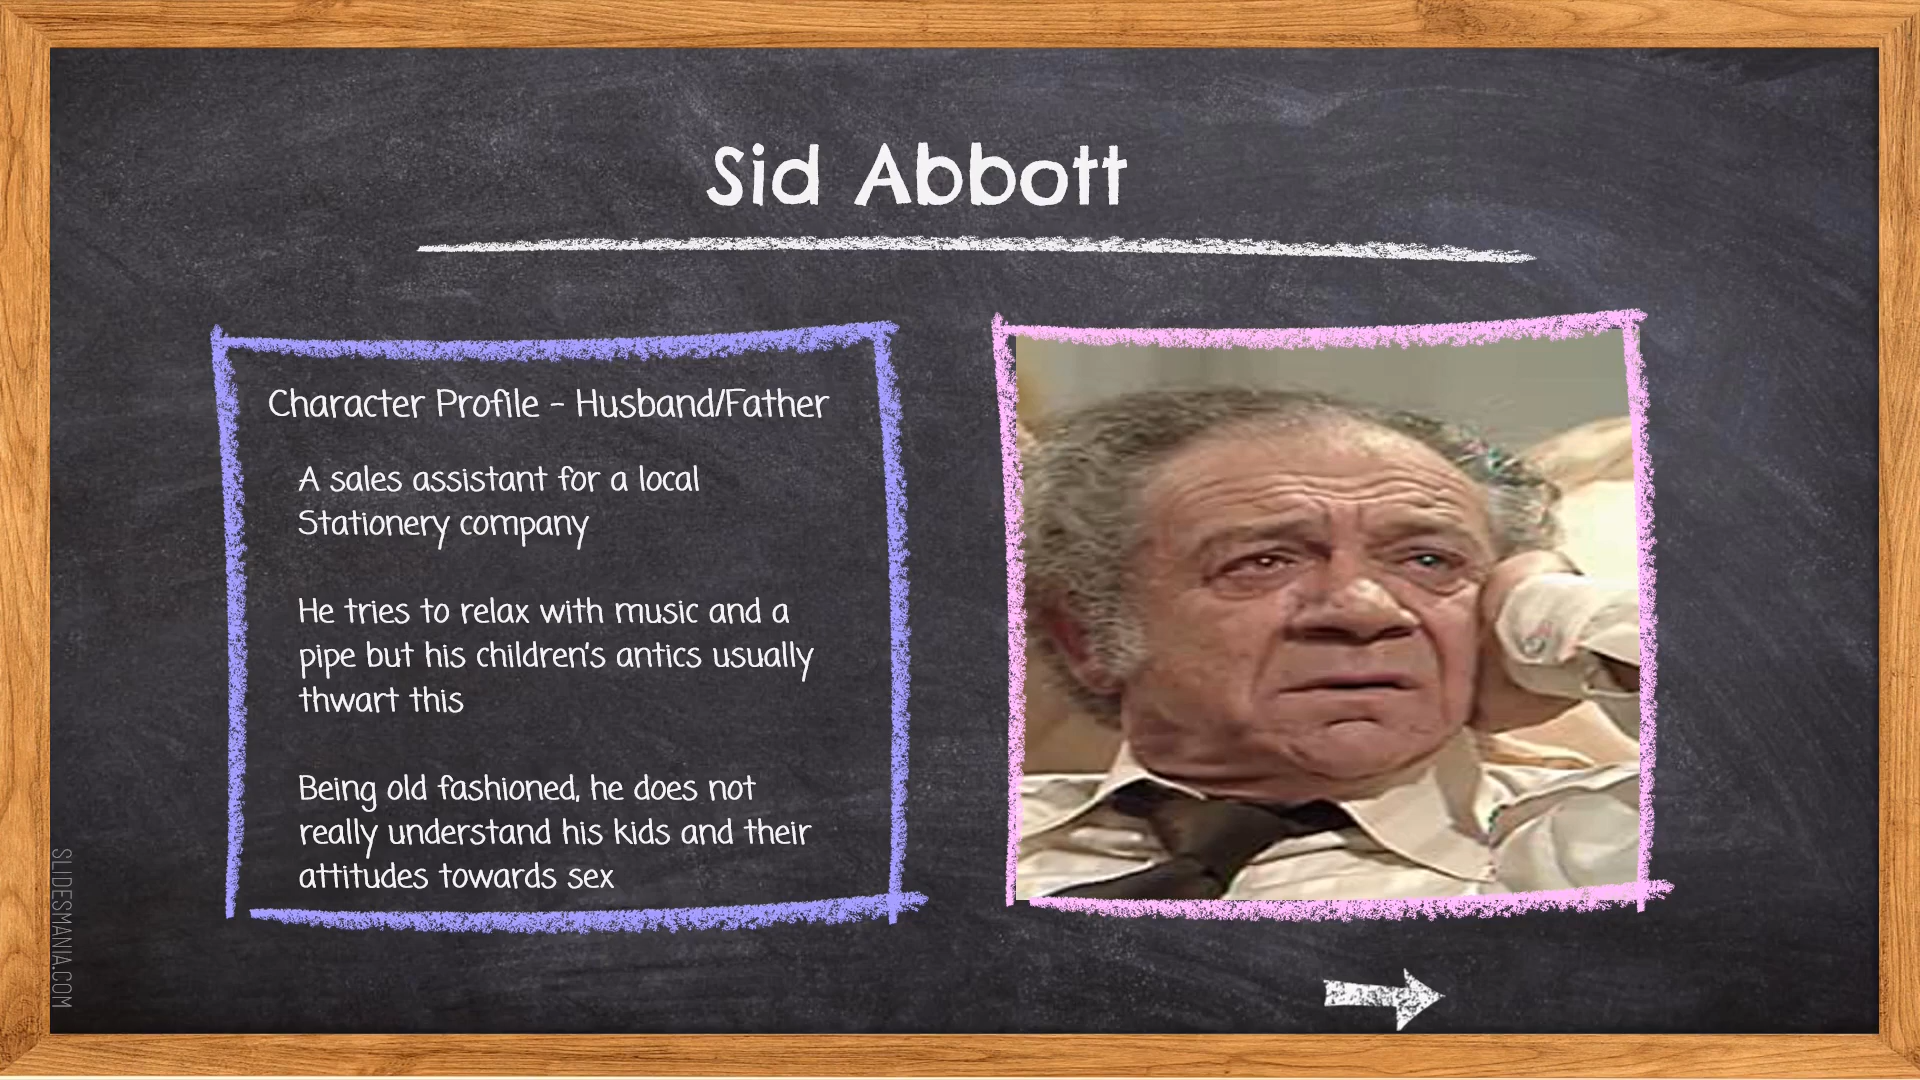 Sid Abbott
Character Profile - Husband/Father
A sales assistant for a local
Stationery company
He tries to relax with music and a
pipe but his children's antics usually
thwart this
Being old fashioned, he does not
really understand his kids and their
attitudes towards sex
SLIDESMANIA.COM